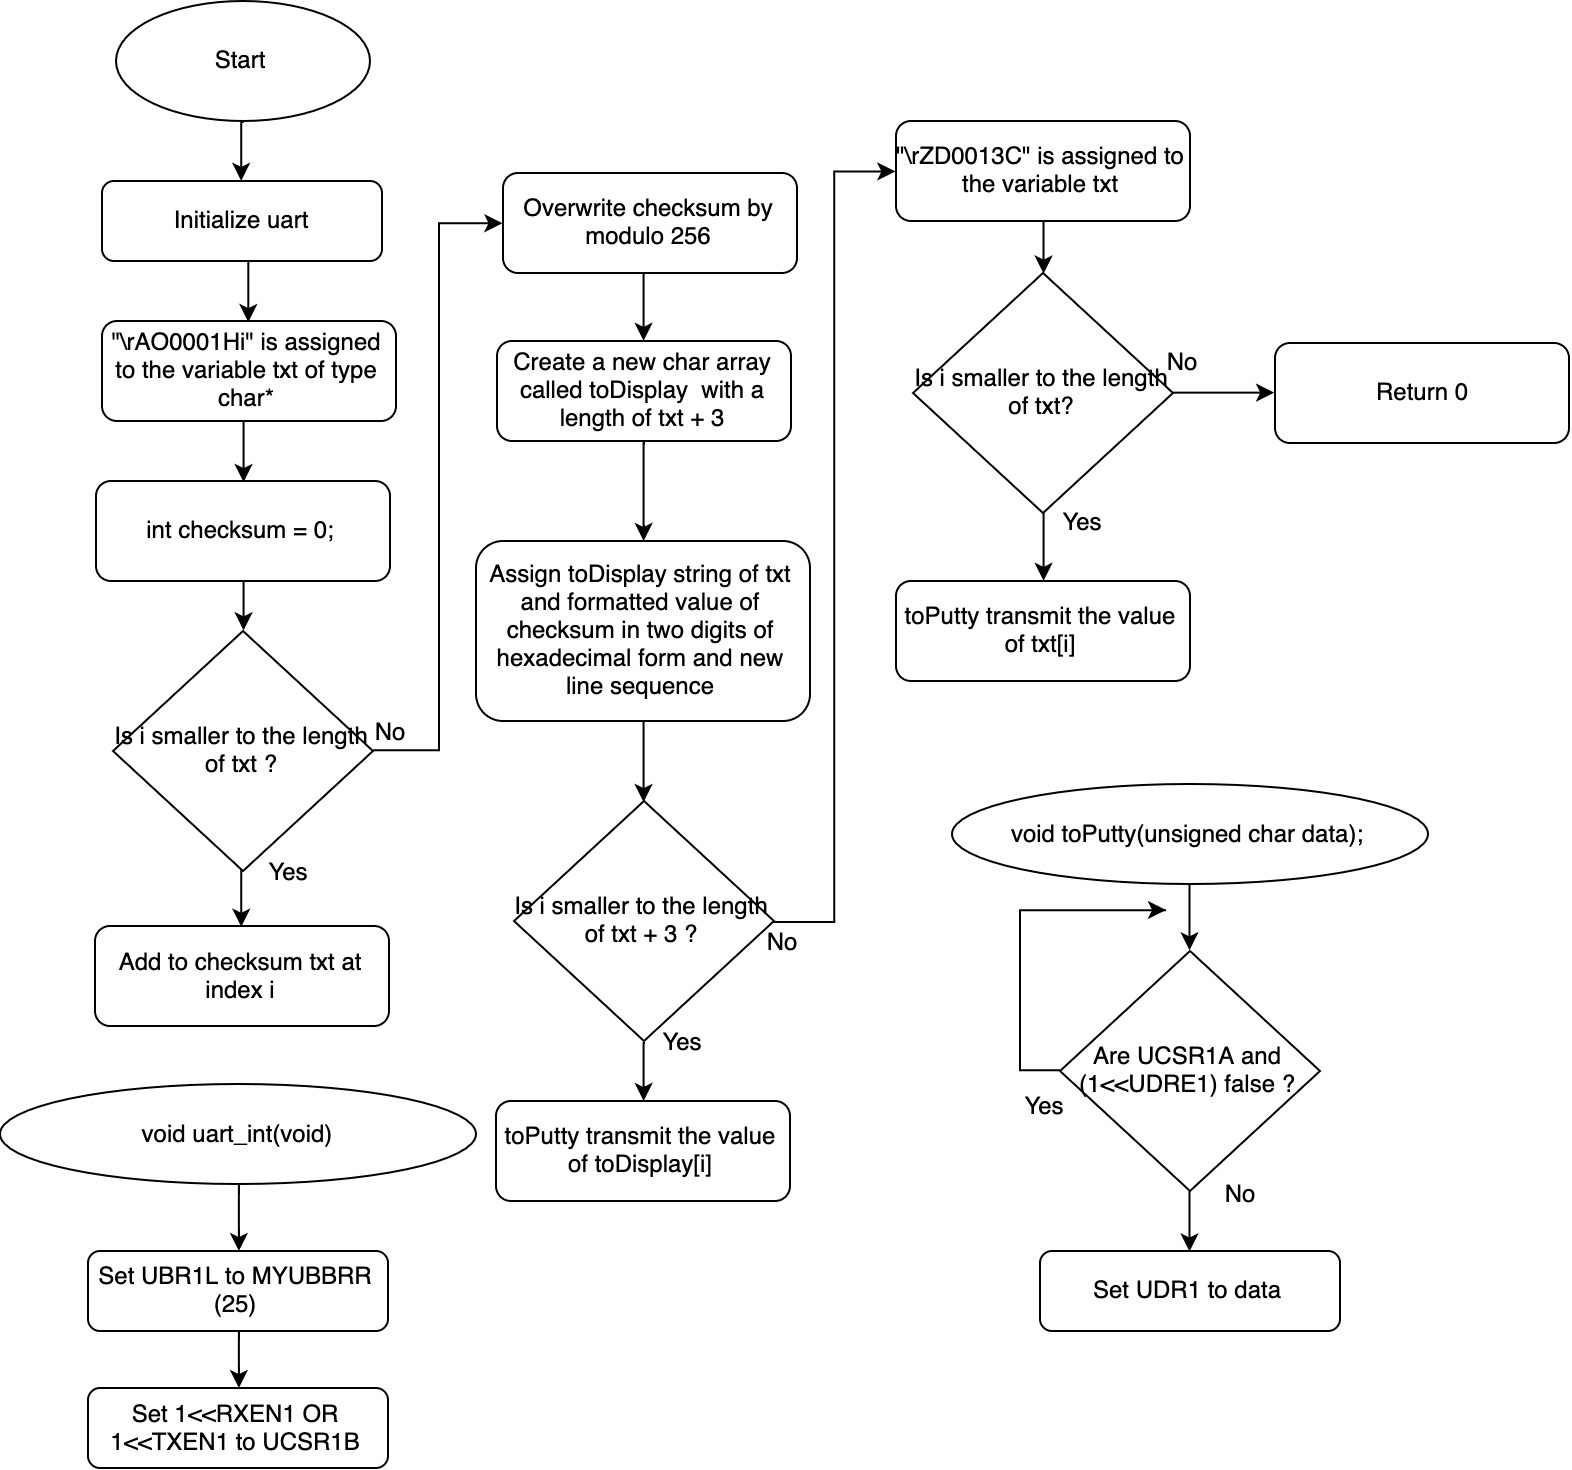 Start
Initialize uart
"\rAO0001Hi" is assigned
to the variable txt of type
char*
int checksum = 0;
Is i smaller to the length
of txt ?
No
Yes
Add to checksum txt at
index i
Overwrite checksum by
modulo 256
Create a new char array
called toDisplay  with a
length of txt + 3
Assign toDisplay string of txt
and formatted value of
checksum in two digits of
hexadecimal form and new
line sequence
Is i smaller to the length
of txt + 3 ?
No
Yes
toPutty transmit the value
of toDisplay[i]
"\rZD0013C" is assigned to
the variable txt
Is i smaller to the length
of txt?
No
Return 0
Yes
toPutty transmit the value
of txt[i]
void uart_int(void)
Set UBR1L to MYUBBRR
(25)
Set 1<<RXEN1 OR
1<<TXEN1 to UCSR1B
void toPutty(unsigned char data);
Are UCSR1A and
(1<<UDRE1) false ?
Yes
No
Set UDR1 to data